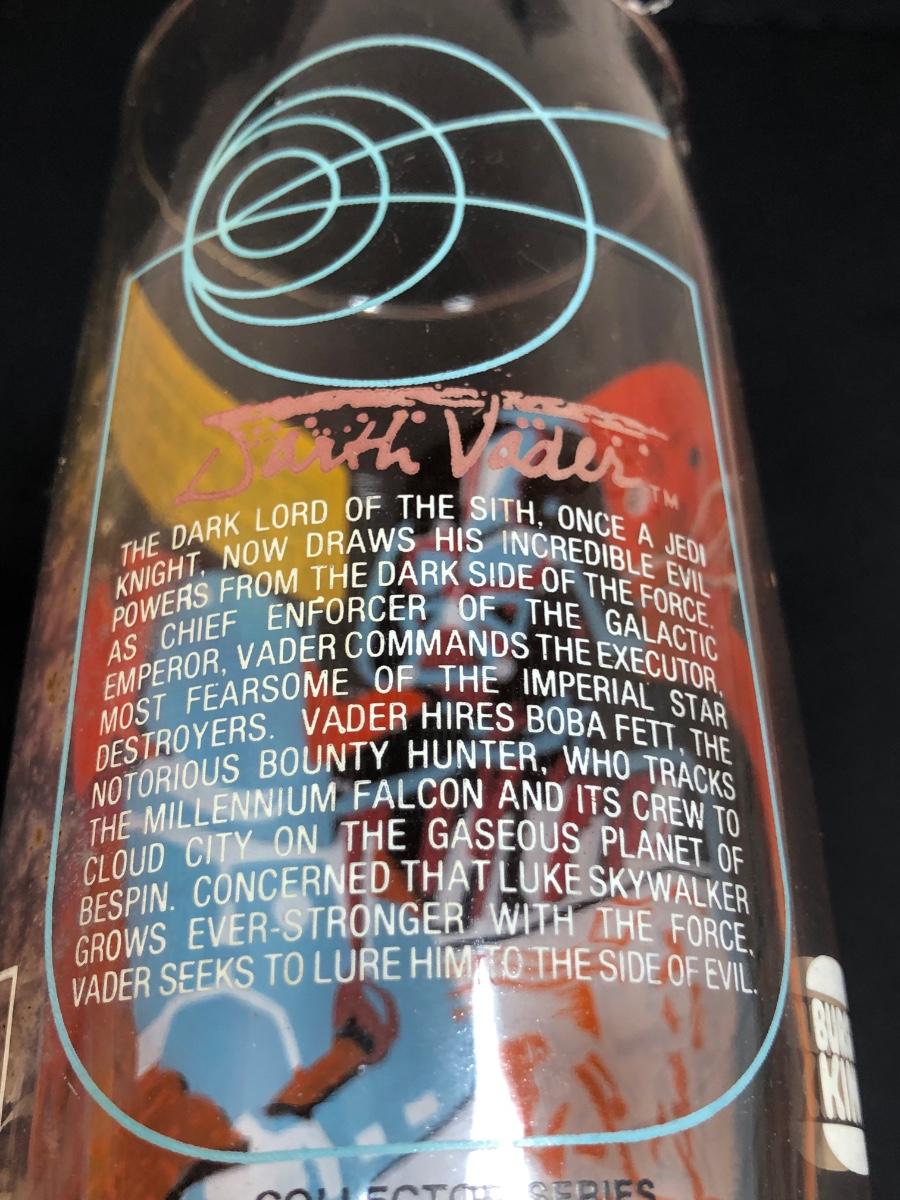 Darth Vader TM
THE DARK LORD OF THE SITH, ONCE A JEDI
KNIGHT, NOW DRAWS HIS INCREDIBLE EVIL
POWERS FROM THE DARK SIDE OF THE FORCE.
AS CHIEF ENFORCER OF THE GALACTIC
EMPEROR, VADER COMMANDS THE EXECUTOR,
MOST FEARSOME OF THE IMPERIAL STAR
DESTROYERS. VADER HIRES BOBA FETT, THE
NOTORIOUS BOUNTY HUNTER, WHO TRACKS
THE MILLENNIUM FALCON AND ITS CREW TO
CLOUD CITY ON THE GASEOUS PLANET OF
BESPIN. CONCERNED THAT LUKE SKYWALKER
GROWS EVER-STRONGER WITH THE FORCE,
VADER SEEKS TO LURE HIM TO THE SIDE OF EVIL.
COLLECTOR SERIES